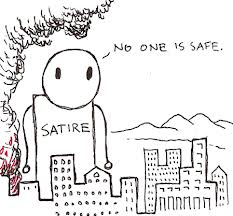 NO ONE IS SAFE.
SATIRE